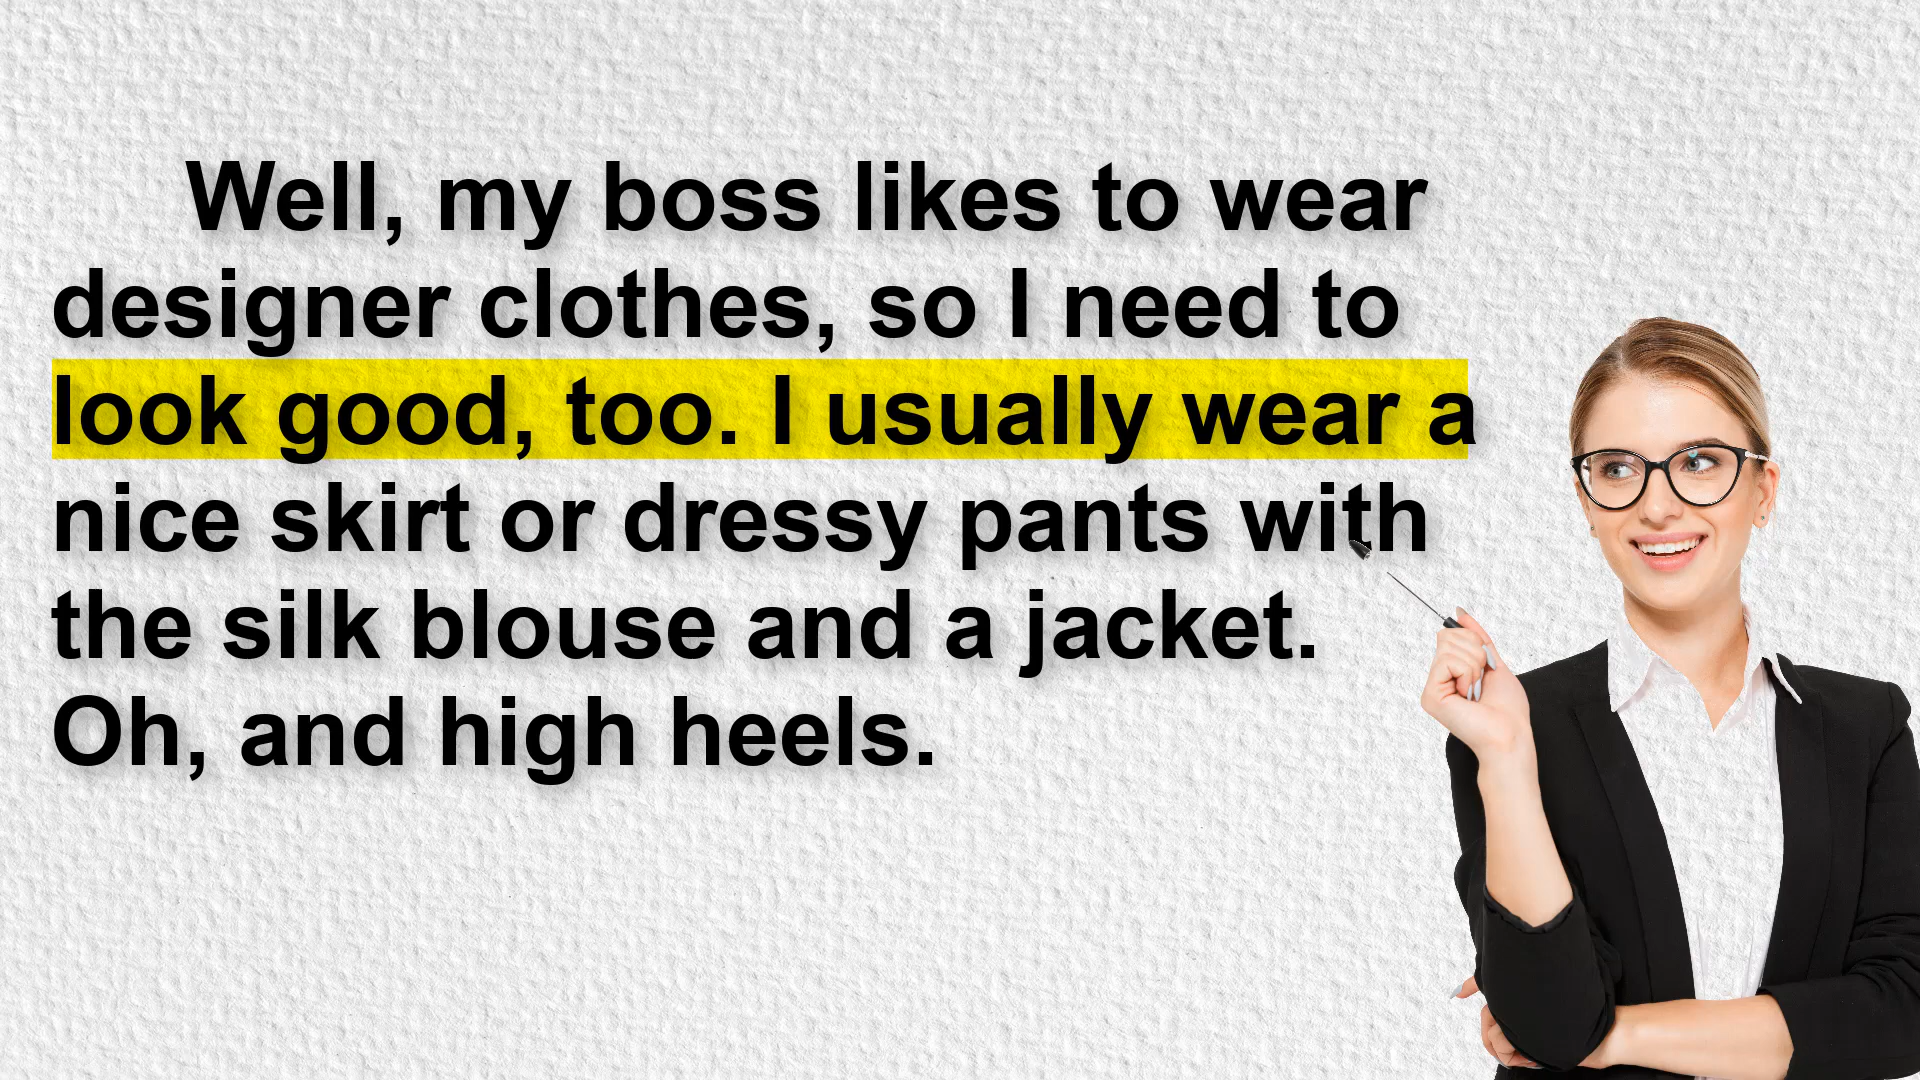 Well, my boss likes to wear
designer clothes, so I need to
look good, too. I usually wear a
nice skirt or dressy pants with
the silk blouse and a jacket.
Oh, and high heels.